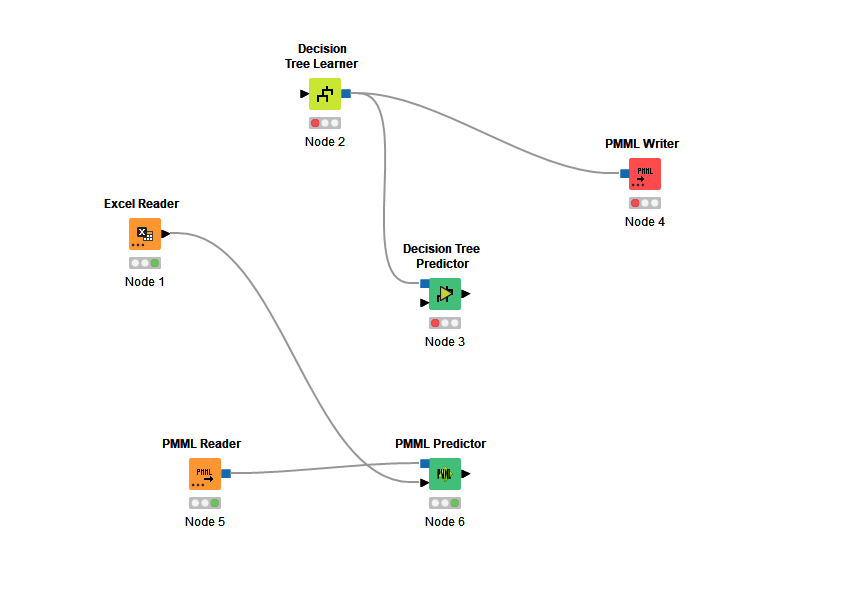 Decision
Tree Learner
Node 2
PMML Writer
PMML
Node 4
Excel Reader
X
Node 1
Decision Tree
Predictor
Node 3
PMML Reader
PMML
Node 5
PMML Predictor
PMML
Node 6